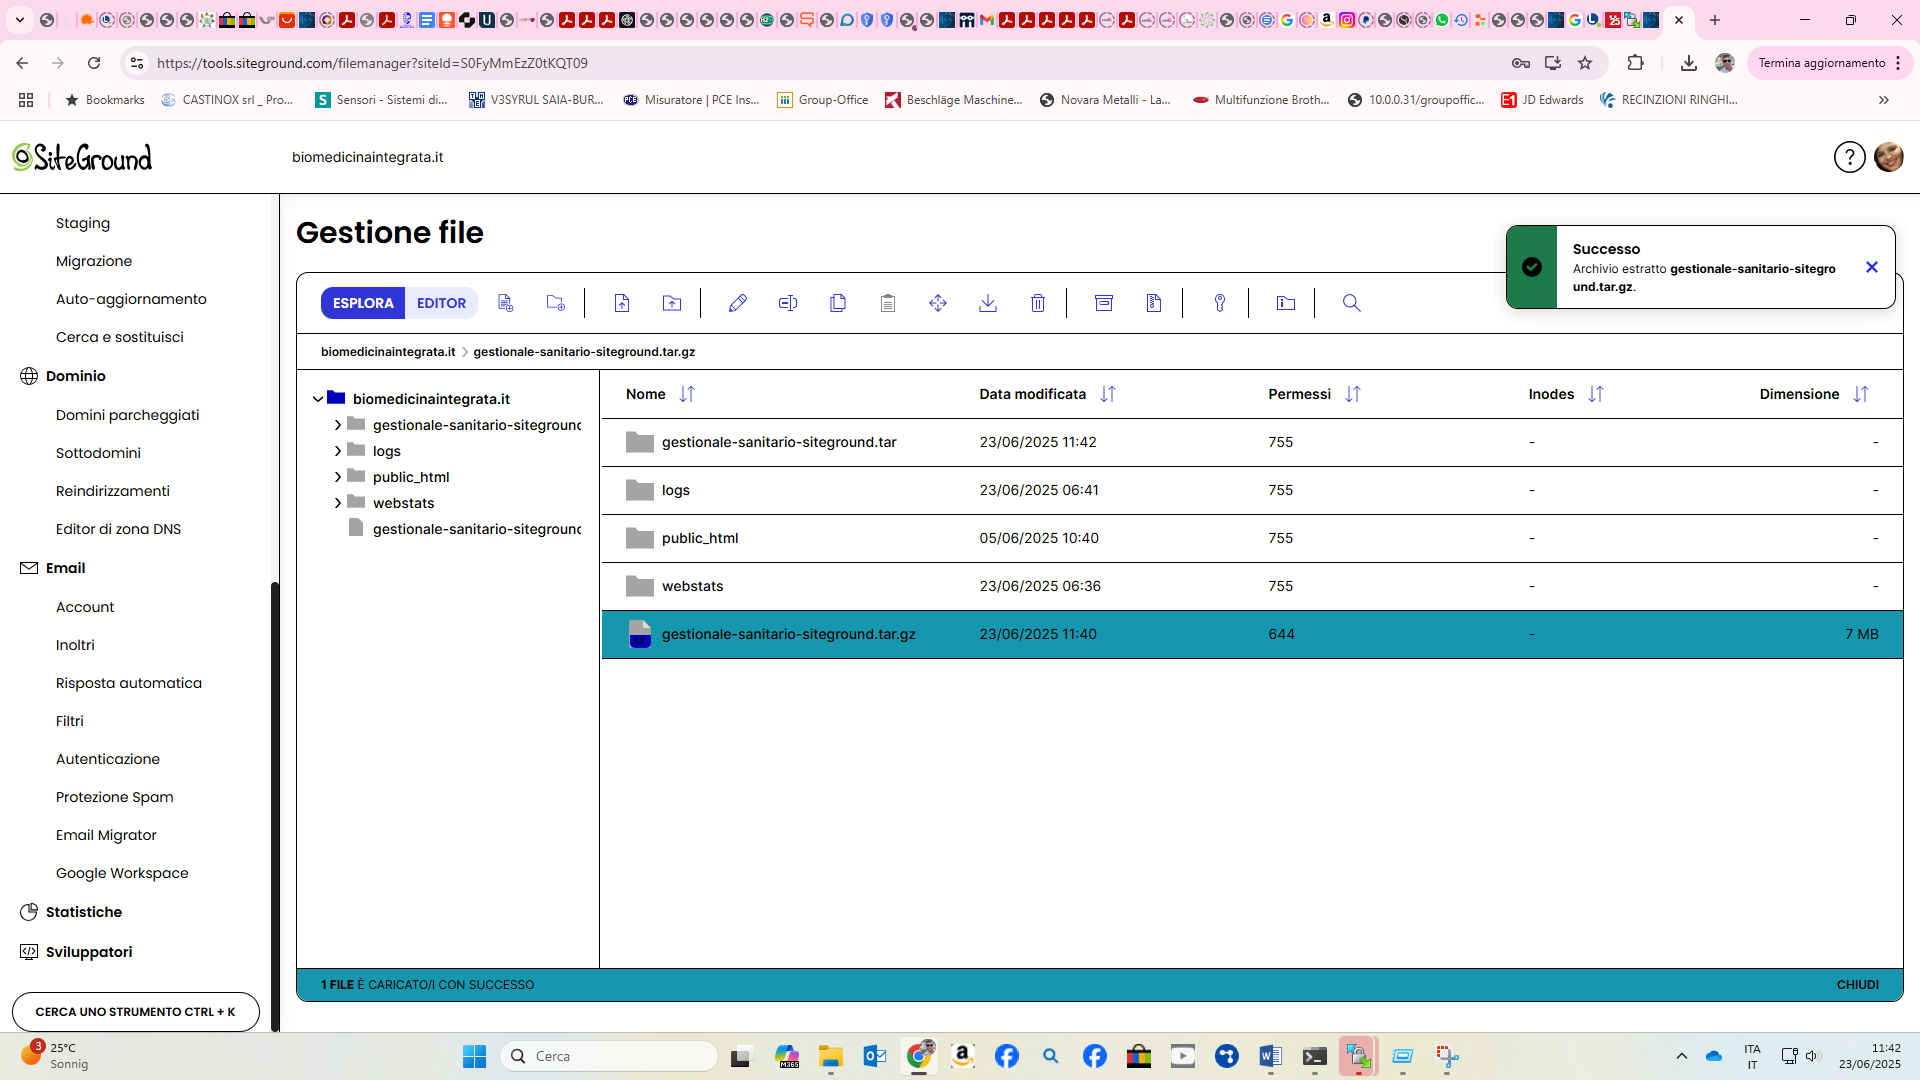 https://tools.siteground.com/filemanager?siteId=S0FyMmEzZ0tKQT09
Termina aggiornamento
Bookmarks
CASTINOX srl _ Pro...
Sensori - Sistemi di...
V3SYRUL SAIA-BUR...
Misuratore | PCE Ins...
Group-Office
Beschläge Maschine...
Novara Metalli - La...
Multifunzione Broth...
10.0.0.31/groupoffic...
JD Edwards
RECINZIONI RINGHI...
SiteGround
biomedicinaintegrata.it
?
Staging
Migrazione
Auto-aggiornamento
Cerca e sostituisci
Dominio
Domini parcheggiati
Sottodomini
Reindirizzamenti
Editor di zona DNS
Email
Account
Inoltri
Risposta automatica
Filtri
Autenticazione
Protezione Spam
Email Migrator
Google Workspace
Statistiche
Sviluppatori
CERCA UNO STRUMENTO CTRL + K
Gestione file
Successo
Archivio estratto gestionale-sanitario-sitegro
und.tar.gz.
ESPLORA
EDITOR
biomedicinaintegrata.it > gestionale-sanitario-siteground.tar.gz
biomedicinaintegrata.it
gestionale-sanitario-siteground
logs
public_html
webstats
gestionale-sanitario-siteground
Nome Data modificata Permessi Inodes Dimensione
gestionale-sanitario-siteground.tar 23/06/2025 11:42 755 - -
logs 23/06/2025 06:41 755 - -
public_html 05/06/2025 10:40 755 - -
webstats 23/06/2025 06:36 755 - -
gestionale-sanitario-siteground.tar.gz 23/06/2025 11:40 644 - 7 MB
1 FILE È CARICATO/I CON SUCCESSO
CHIUDI
3
25°C
Sonnig
Cerca
ITA
IT
11:42
23/06/2025